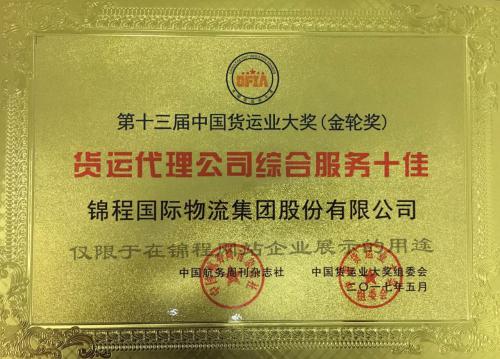 CFIA
第十三届中国货运业大奖(金轮奖)
货运代理公司综合服务十佳
锦程国际物流集团股份有限公司
仅限于在锦程网站企业展示的用途
中国航务周刊杂志社 中国货运业大奖组委会
二〇一七年五月